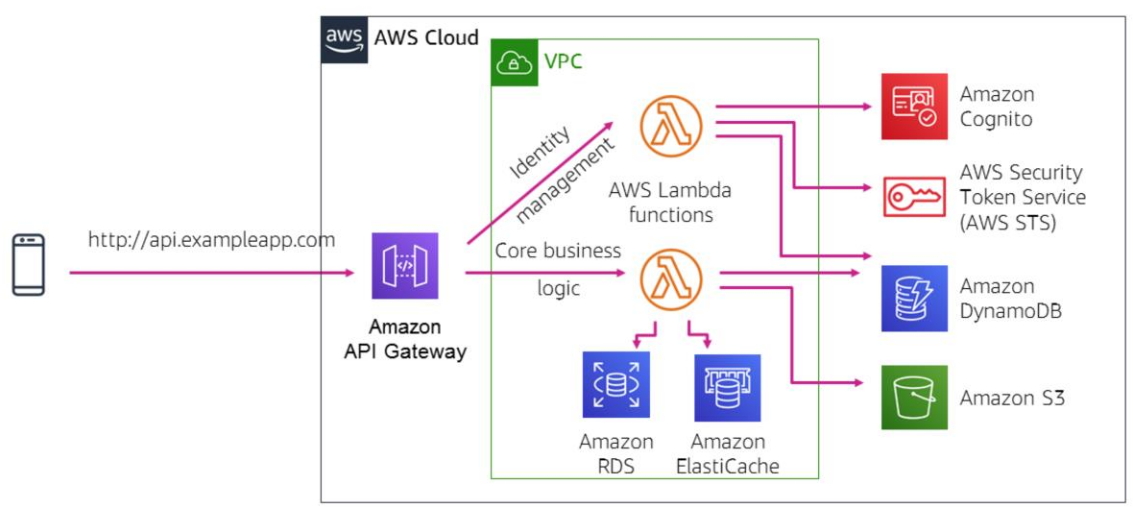 aws
AWS Cloud
VPC
Identity
management
AWS Lambda
functions
Amazon
Cognito
AWS Security
Token Service
(AWS STS)
http://api.exampleapp.com
Core business
logic
Amazon
API Gateway
Amazon
DynamoDB
Amazon
RDS
Amazon
ElastiCache
Amazon S3